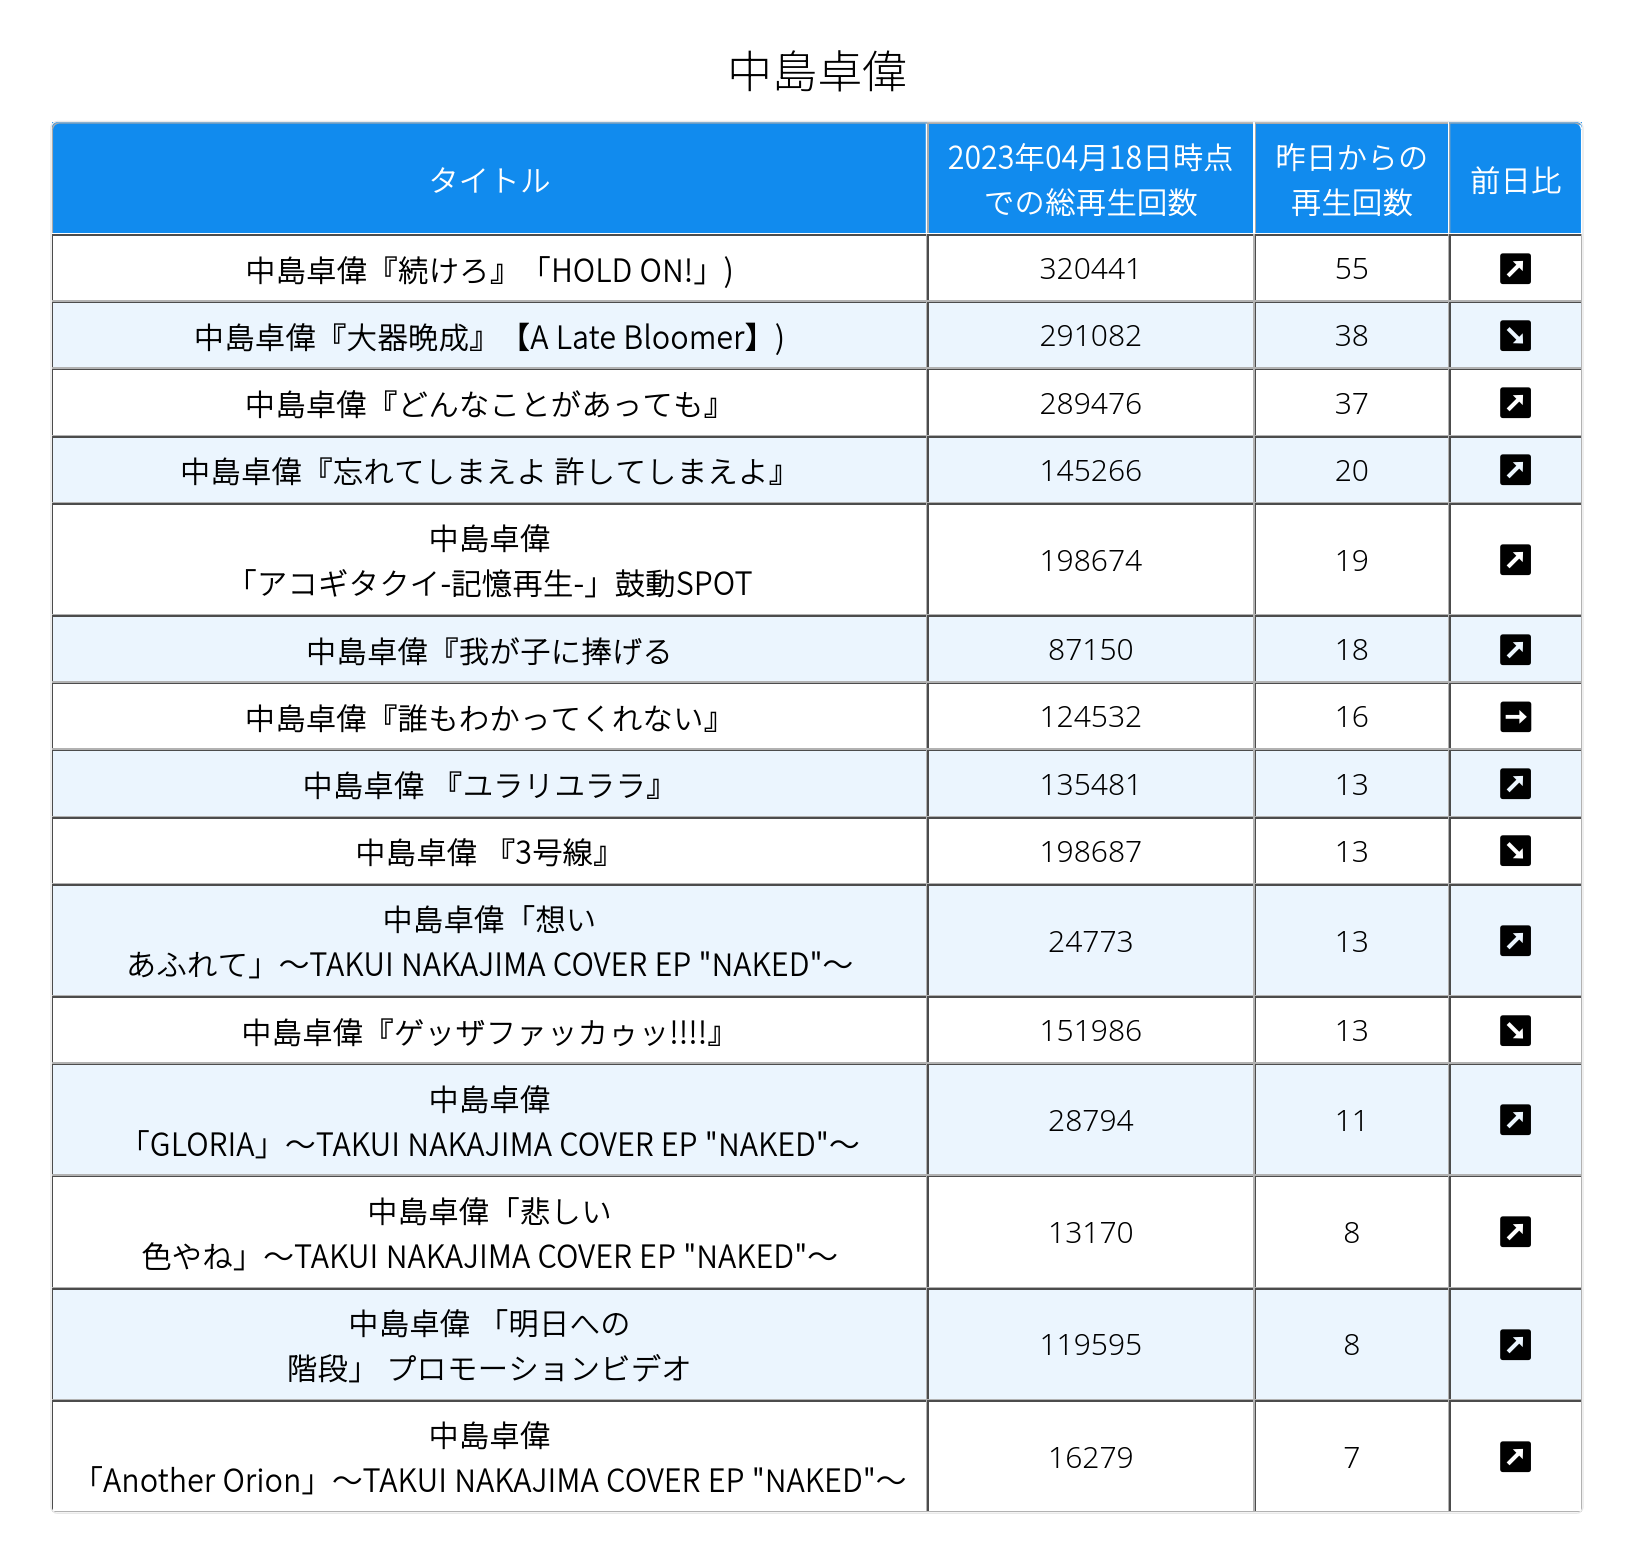 中島卓偉
タイトル
2023年04月18日時点
での総再生回数
昨日からの
再生回数
前日比
中島卓偉『続けろ』「HOLD ON!」)
320441
55
中島卓偉『大器晩成』【A Late Bloomer】)
291082
38
中島卓偉『どんなことがあっても』
289476
37
中島卓偉『忘れてしまえよ 許してしまえよ』
145266
20
中島卓偉
「アコギタクイ-記憶再生-」鼓動SPOT
198674
19
中島卓偉『我が子に捧げる
87150
18
中島卓偉『誰もわかってくれない』
124532
16
中島卓偉 『ユラリユララ』
135481
13
中島卓偉 『3号線』
198687
13
中島卓偉「想い
あふれて」～TAKUI NAKAJIMA COVER EP "NAKED"～
24773
13
中島卓偉『ゲッザファッカゥッ!!!!』
151986
13
中島卓偉
「GLORIA」～TAKUI NAKAJIMA COVER EP "NAKED"～
28794
11
中島卓偉「悲しい
色やね」～TAKUI NAKAJIMA COVER EP "NAKED"～
13170
8
中島卓偉 「明日への
階段」 プロモーションビデオ
119595
8
中島卓偉
「Another Orion」～TAKUI NAKAJIMA COVER EP "NAKED"～
16279
7